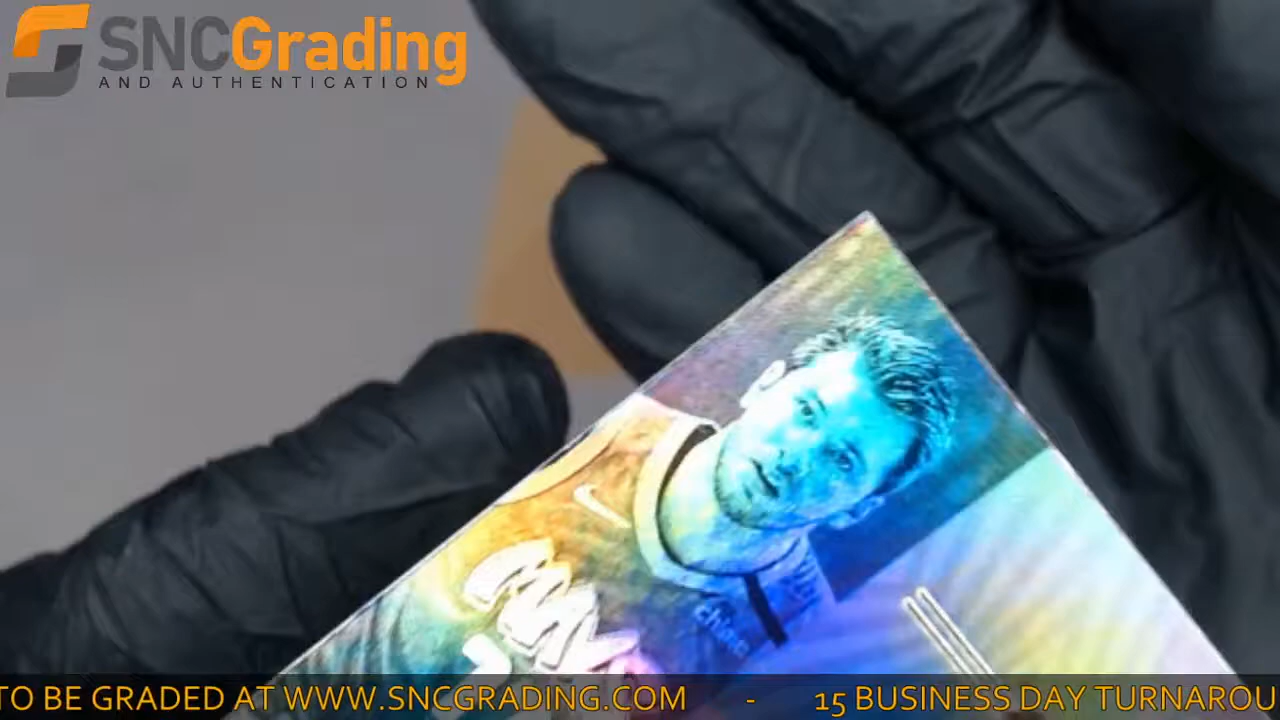 SNCGrading
AND AUTHENTICATION
TO BE GRADED AT WWW.SNCGRADING.COM - 15 BUSINESS DAY TURNAROU